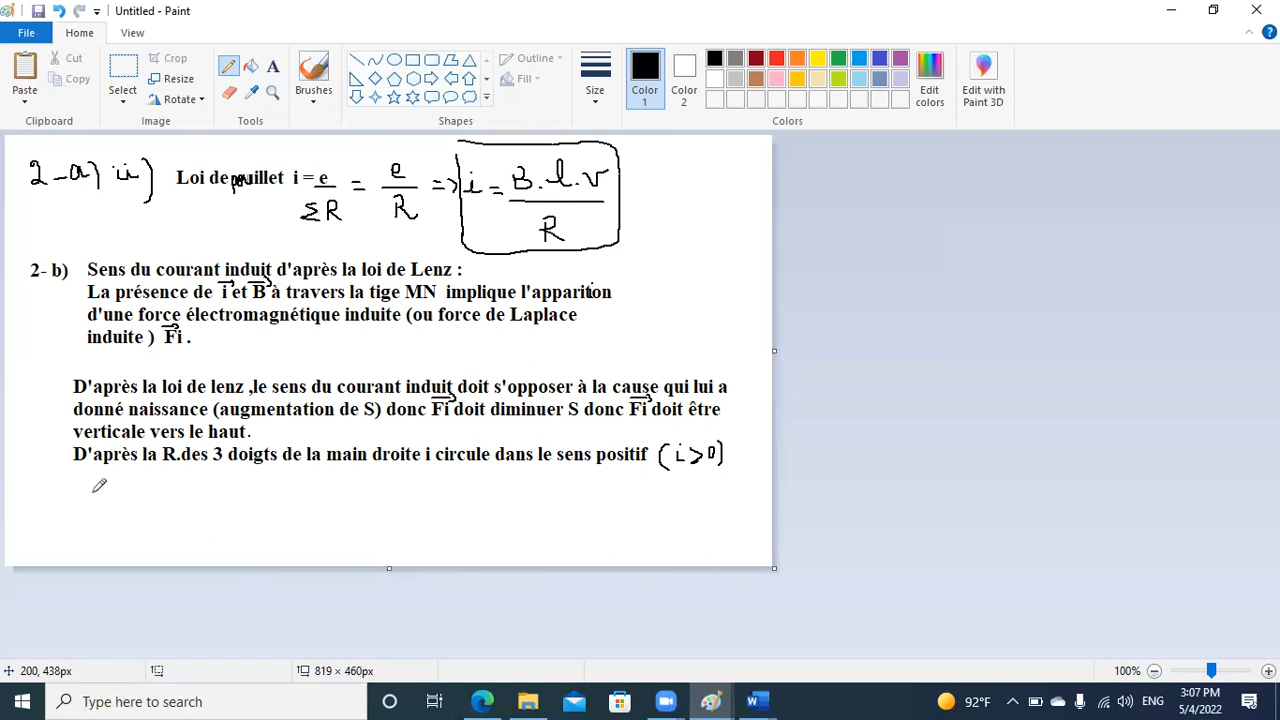 Untitled - Paint
File Home View
Paste Cut Copy Select Crop Resize Rotate Brushes Outline Fill Size Color 1 Color 2 Edit colors Edit with Paint 3D
Clipboard Image Tools Shapes Colors
2-a) ii) Loi de pouillet i = e/ΣR = e/R => i = B.l.v/R
2- b) Sens du courant induit d'après la loi de Lenz :
La présence de i et B à travers la tige MN implique l'apparition
d'une force électromagnétique induite (ou force de Laplace
induite ) Fi .
D'après la loi de lenz ,le sens du courant induit doit s'opposer à la cause qui lui a
donné naissance (augmentation de S) donc Fi doit diminuer S donc Fi doit être
verticale vers le haut.
D'après la R.des 3 doigts de la main droite i circule dans le sens positif (i>0)
200, 438px 819 × 460px 100%
Type here to search 92°F ENG 3:07 PM
5/4/2022